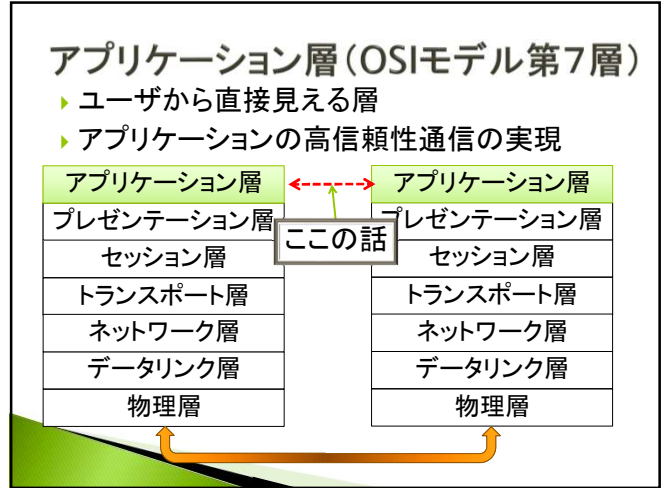 アプリケーション層（OSIモデル第７層）
ユーザから直接見える層
アプリケーションの高信頼性通信の実現
アプリケーション層
アプリケーション層
プレゼンテーション層
プレゼンテーション層
ここの話
セッション層
セッション層
トランスポート層
トランスポート層
ネットワーク層
ネットワーク層
データリンク層
データリンク層
物理層
物理層